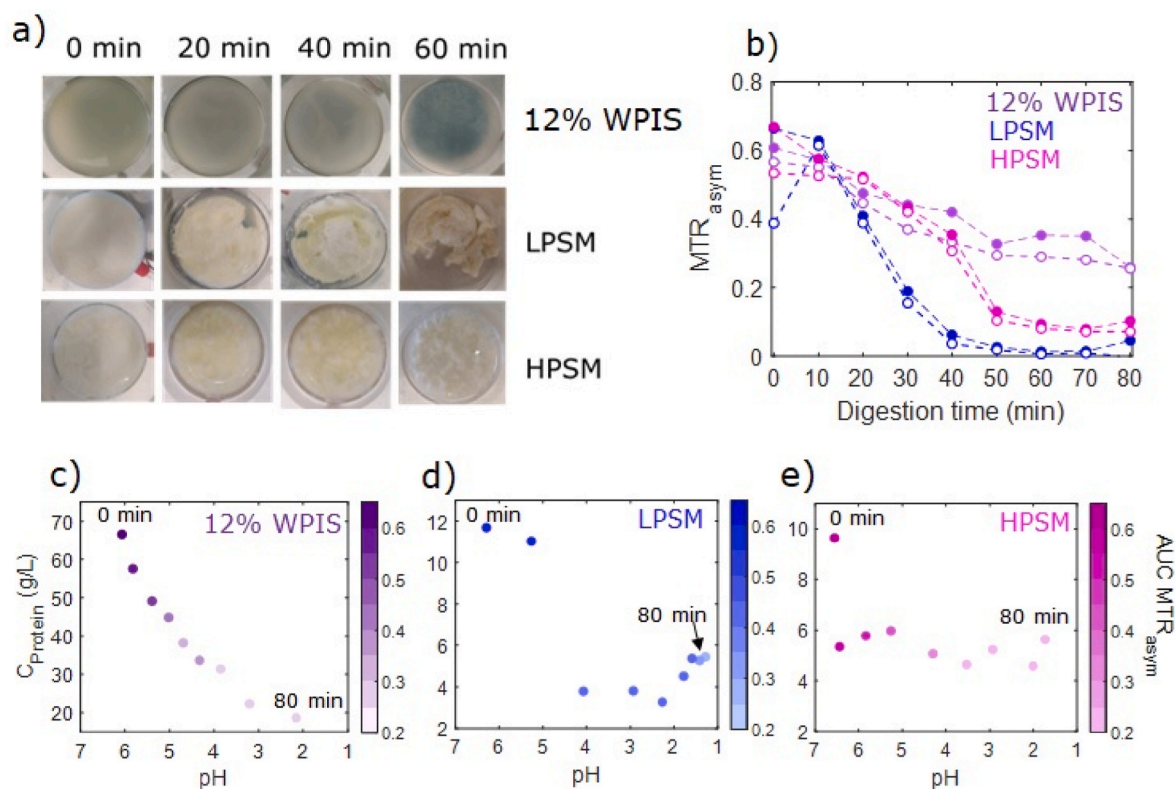 a)
0 min 20 min 40 min 60 min
12% WPIS
LPSM
HPSM
b)
0.8
0.6
0.4
0.2
0
MTR asym
12% WPIS
LPSM
HPSM
0 10 20 30 40 50 60 70 80
Digestion time (min)
c)
70
60
50
40
30
20
C Protein (g/L)
0 min
12% WPIS
80 min
7 6 5 4 3 2 1
pH
0.6
0.5
0.4
0.3
0.2
d)
12
10
8
6
4
2
0 min
LPSM
80 min
7 6 5 4 3 2 1
pH
0.6
0.5
0.4
0.3
0.2
e)
10
8
6
4
2
0 min
HPSM
80 min
7 6 5 4 3 2 1
pH
0.6
0.5
0.4
0.3
0.2
AUC MTR asym